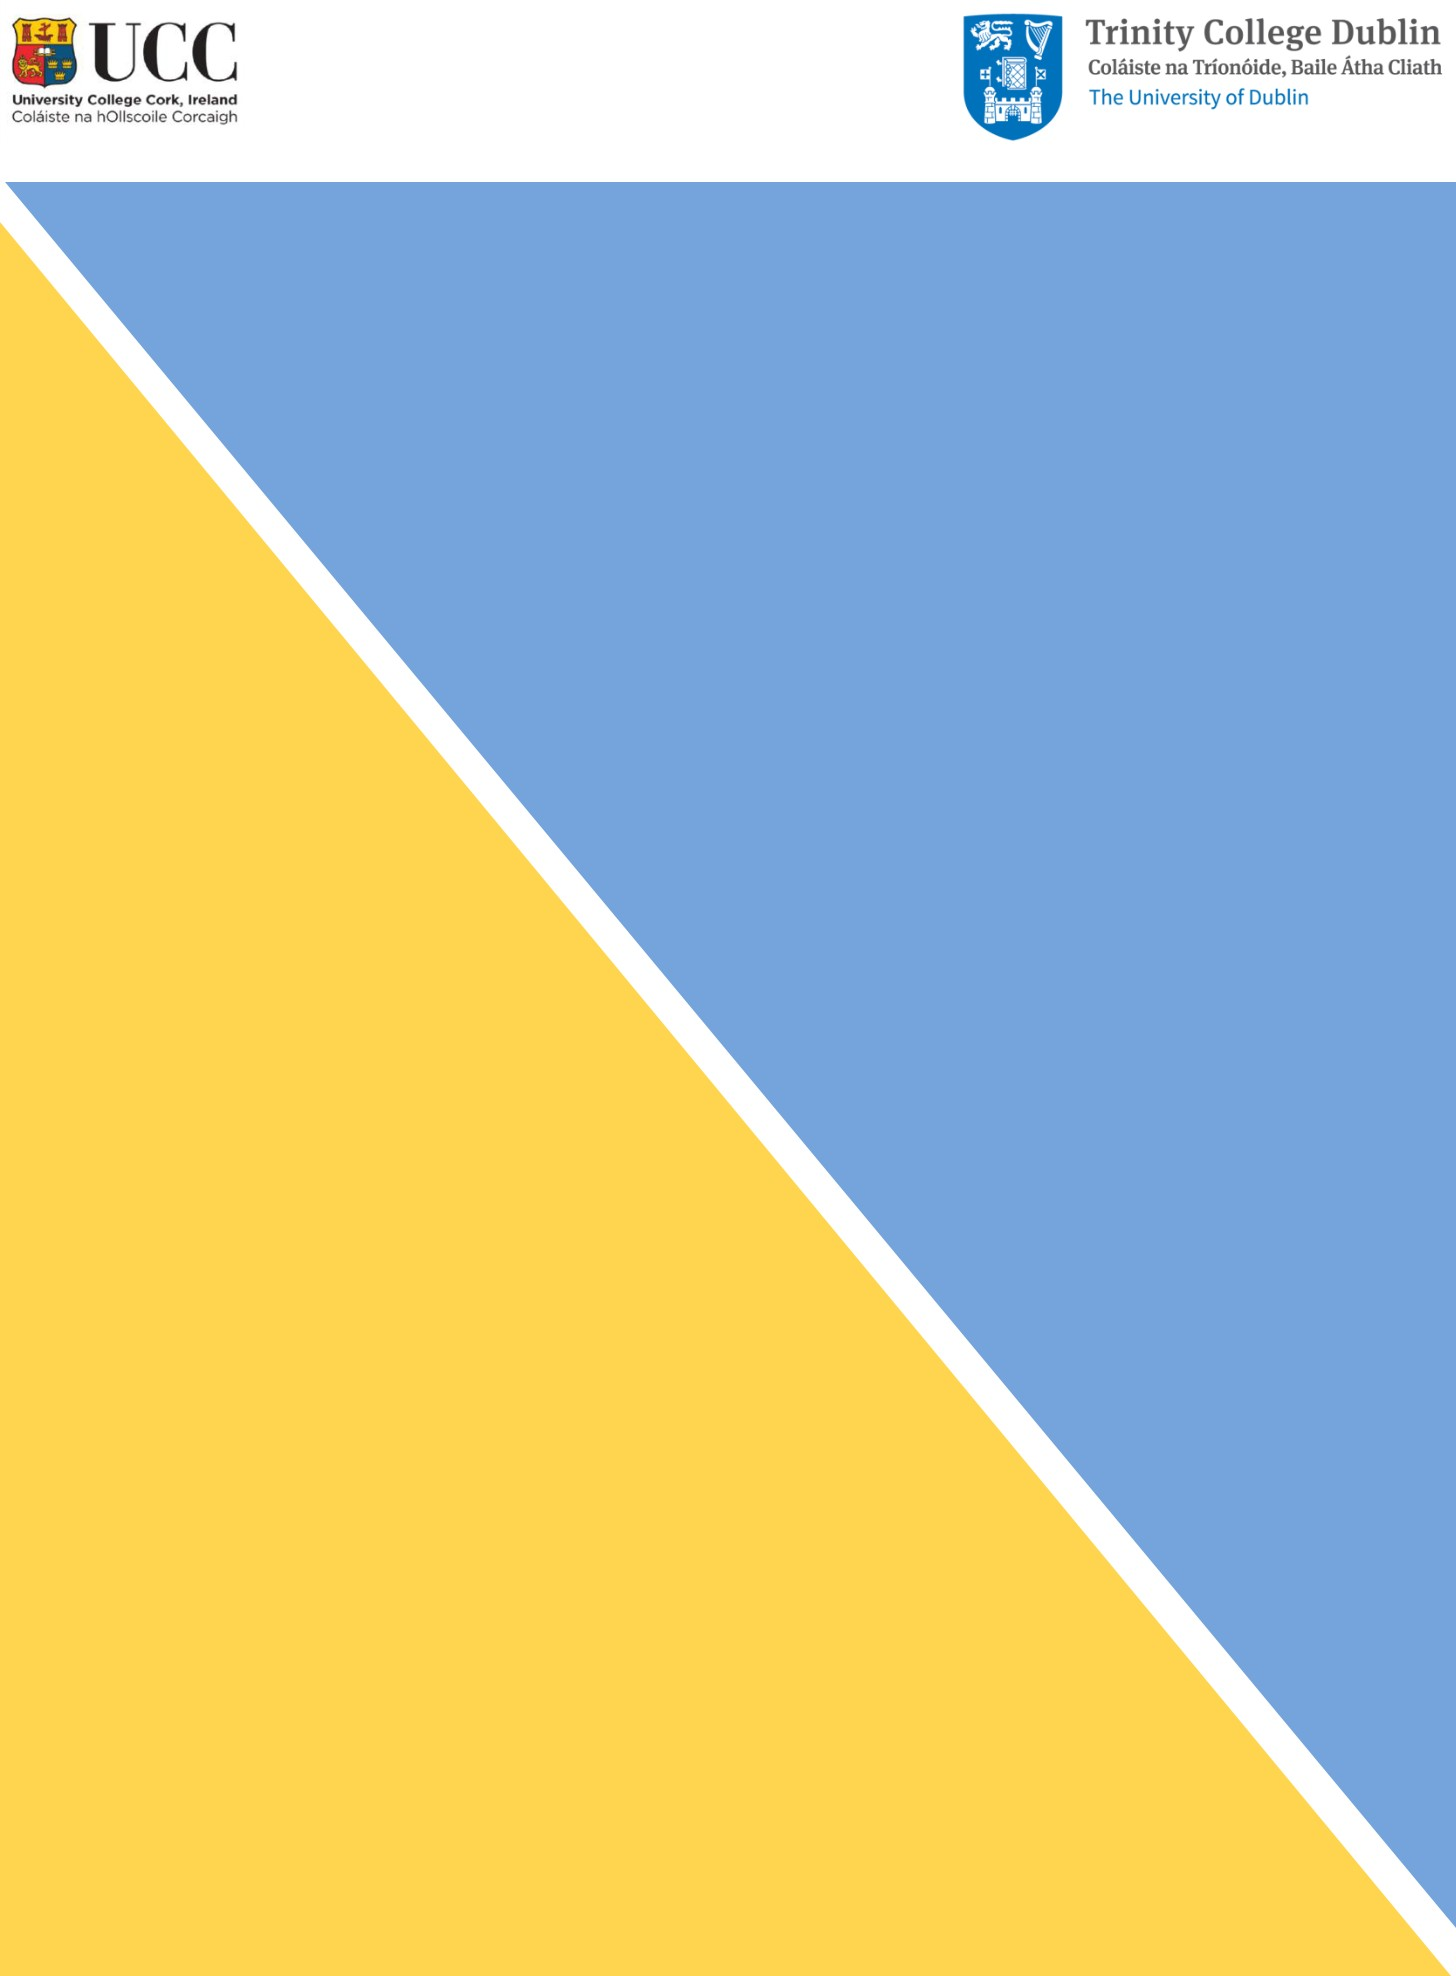 UCC
University College Cork, Ireland
Coláiste na hOllscoile Corcaigh
Trinity College Dublin
Coláiste na Tríonóide, Baile Átha Cliath
The University of Dublin